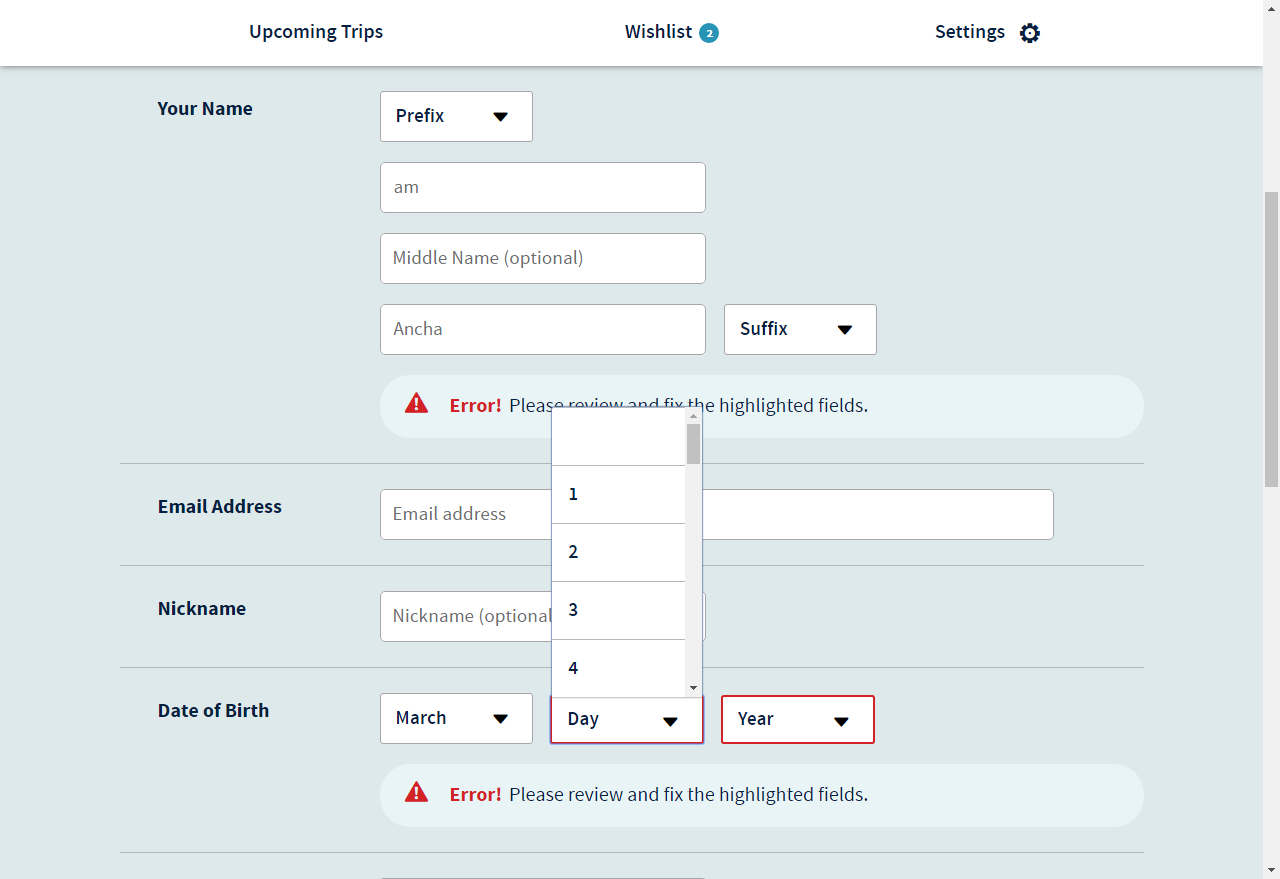 Upcoming Trips Wishlist 2 Settings
Your Name Prefix
am
Middle Name (optional)
Ancha Suffix
Error! Please review and fix the highlighted fields.
1
Email Address Email address
2
Nickname Nickname (optional
3
4
Date of Birth March Day Year
Error! Please review and fix the highlighted fields.